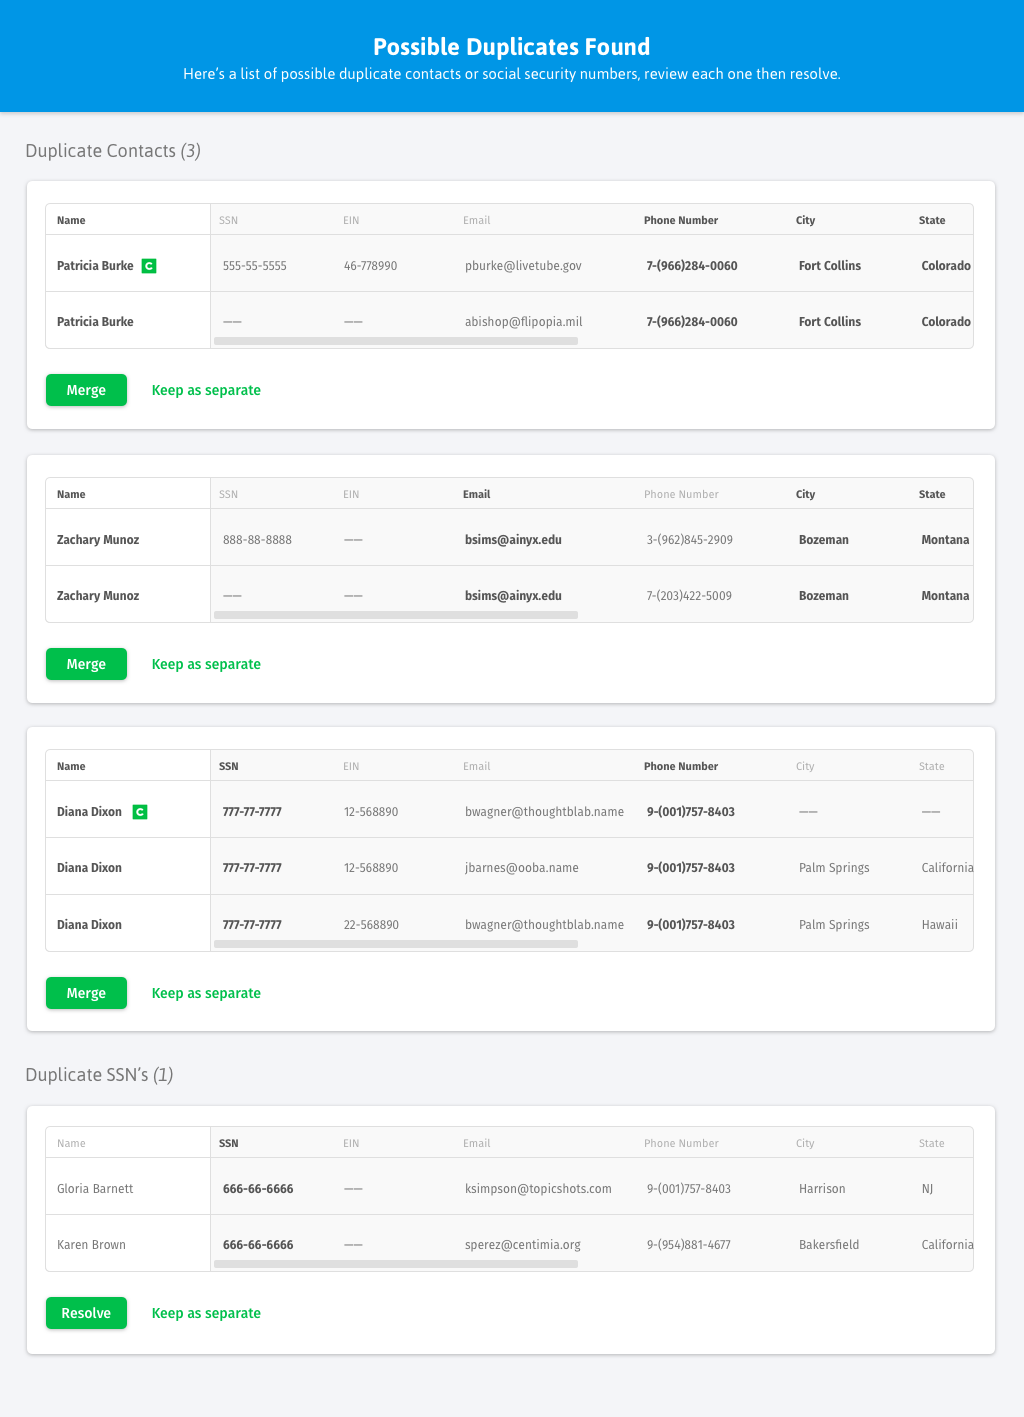 Possible Duplicates Found
Here's a list of possible duplicate contacts or social security numbers, review each one then resolve.
Duplicate Contacts (3)
Name SSN EIN Email Phone Number City State
Patricia Burke C 555-55-5555 46-778990 pburke@livetube.gov 7-(966)284-0060 Fort Collins Colorado
Patricia Burke —— —— abishop@flipopia.mil 7-(966)284-0060 Fort Collins Colorado
Merge Keep as separate
Name SSN EIN Email Phone Number City State
Zachary Munoz 888-88-8888 —— bsims@ainyx.edu 3-(962)845-2909 Bozeman Montana
Zachary Munoz —— —— bsims@ainyx.edu 7-(203)422-5009 Bozeman Montana
Merge Keep as separate
Name SSN EIN Email Phone Number City State
Diana Dixon C 777-77-7777 12-568890 bwagner@thoughtblab.name 9-(001)757-8403 —— ——
Diana Dixon 777-77-7777 12-568890 jbarnes@ooba.name 9-(001)757-8403 Palm Springs California
Diana Dixon 777-77-7777 22-568890 bwagner@thoughtblab.name 9-(001)757-8403 Palm Springs Hawaii
Merge Keep as separate
Duplicate SSN's (1)
Name SSN EIN Email Phone Number City State
Gloria Barnett 666-66-6666 —— ksimpson@topicshots.com 9-(001)757-8403 Harrison NJ
Karen Brown 666-66-6666 —— sperez@centimia.org 9-(954)881-4677 Bakersfield California
Resolve Keep as separate